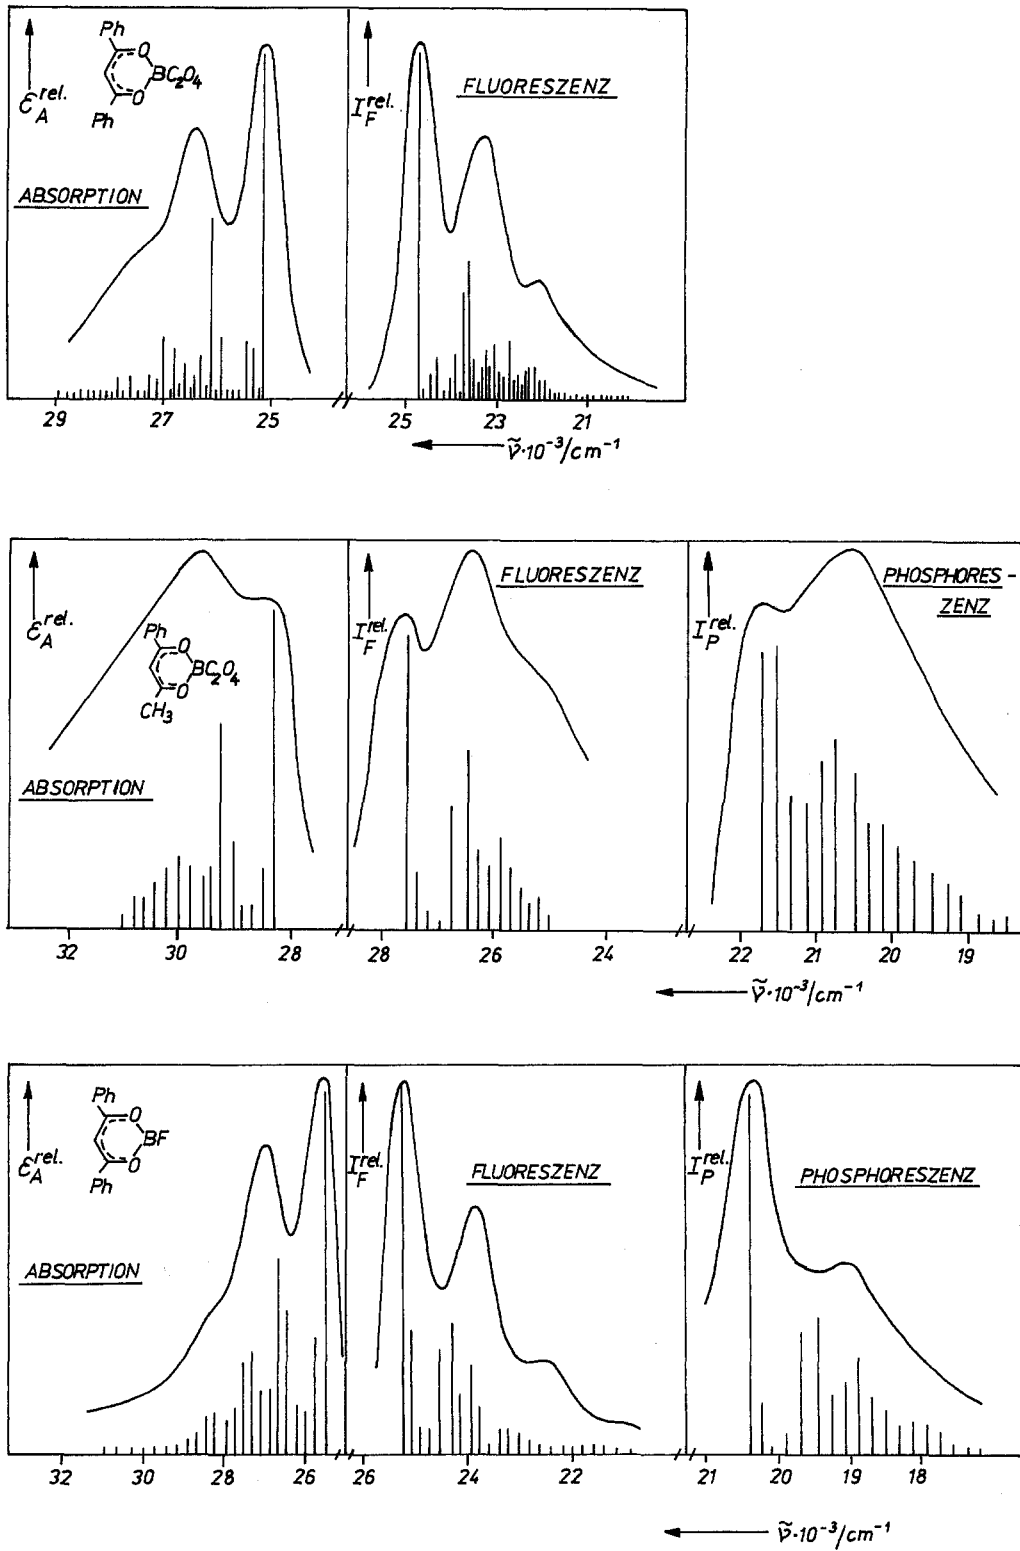 Ph
O
BC₂O₄
O
Ph
ε_A^rel.
ABSORPTION
I_F^rel.
FLUORESZENZ
29 27 25 25 23 21
ṽ·10⁻³/cm⁻¹
ε_A^rel.
Ph
O
BC₂O₄
O
CH₃
ABSORPTION
I_F^rel.
FLUORESZENZ
I_P^rel.
PHOSPHORES-
ZENZ
32 30 28 28 26 24 22 21 20 19
ṽ·10⁻³/cm⁻¹
ε_A^rel.
Ph
O
BF
O
Ph
ABSORPTION
I_F^rel.
FLUORESZENZ
I_P^rel.
PHOSPHORESZENZ
32 30 28 26 26 24 22 21 20 19 18
ṽ·10⁻³/cm⁻¹